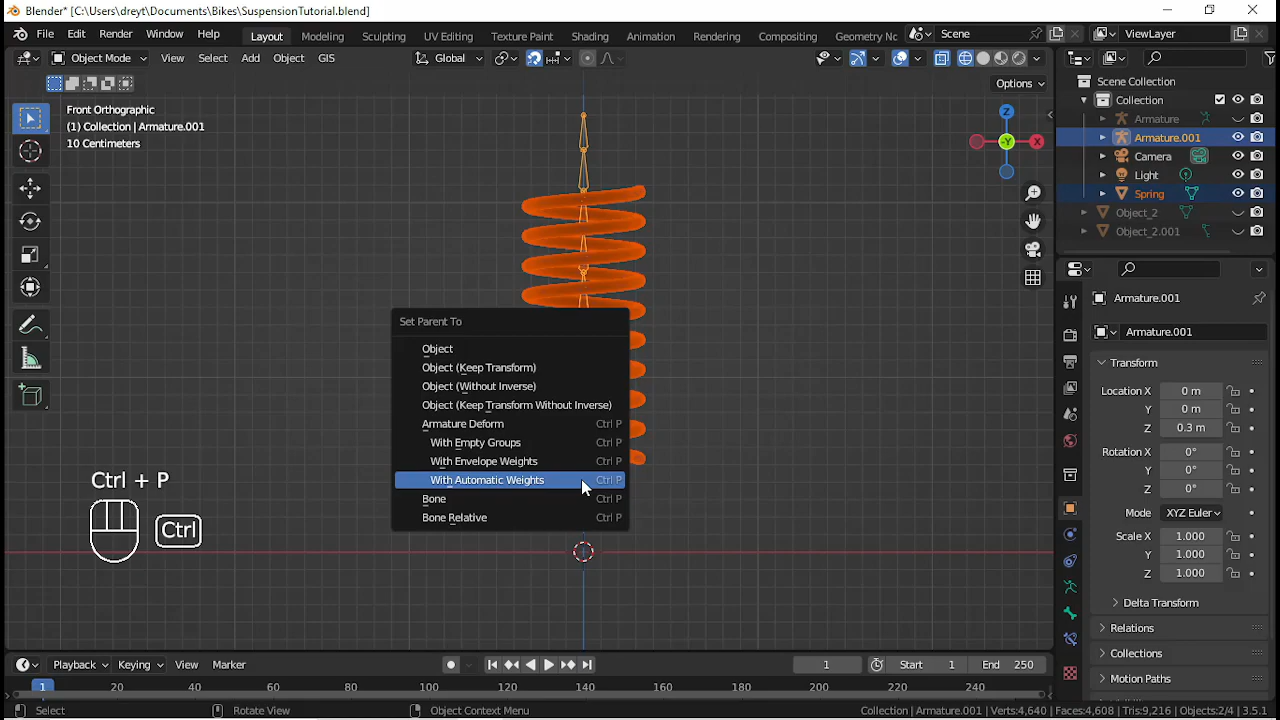 Blender* [C:\Users\dreyt\Documents\Bikes\SuspensionTutorial.blend]
File Edit Render Window Help Layout Modeling Sculpting UV Editing Texture Paint Shading Animation Rendering Compositing Geometry Nc Scene ViewLayer
Object Mode View Select Add Object GIS Global
Options
Front Orthographic
(1) Collection | Armature.001
10 Centimeters
Z
X
-Y
Scene Collection
Collection
Armature
Armature.001
Camera
Light
Spring
Object_2
Object_2.001
Set Parent To
Object
Object (Keep Transform)
Object (Without Inverse)
Object (Keep Transform Without Inverse)
Armature Deform Ctrl P
With Empty Groups Ctrl P
With Envelope Weights Ctrl P
With Automatic Weights Ctrl P
Bone Ctrl P
Bone Relative Ctrl P
Ctrl + P
Ctrl
Armature.001
Armature.001
Transform
Location X 0 m
Y 0 m
Z 0.3 m
Rotation X 0°
Y 0°
Z 0°
Mode XYZ Euler
Scale X 1.000
Y 1.000
Z 1.000
Delta Transform
Relations
Collections
Motion Paths
Playback Keying View Marker 1 Start 1 End 250
1 20 40 60 80 100 120 140 160 180 200 220 240
Select Rotate View Object Context Menu Collection | Armature.001 | Verts:4,640 | Faces:4,608 | Tris:9,216 | Objects:2/4 | 3.5.1